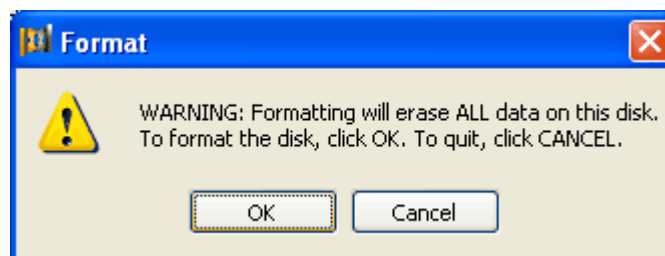 Format
WARNING: Formatting will erase ALL data on this disk.
To format the disk, click OK. To quit, click CANCEL.
OK
Cancel